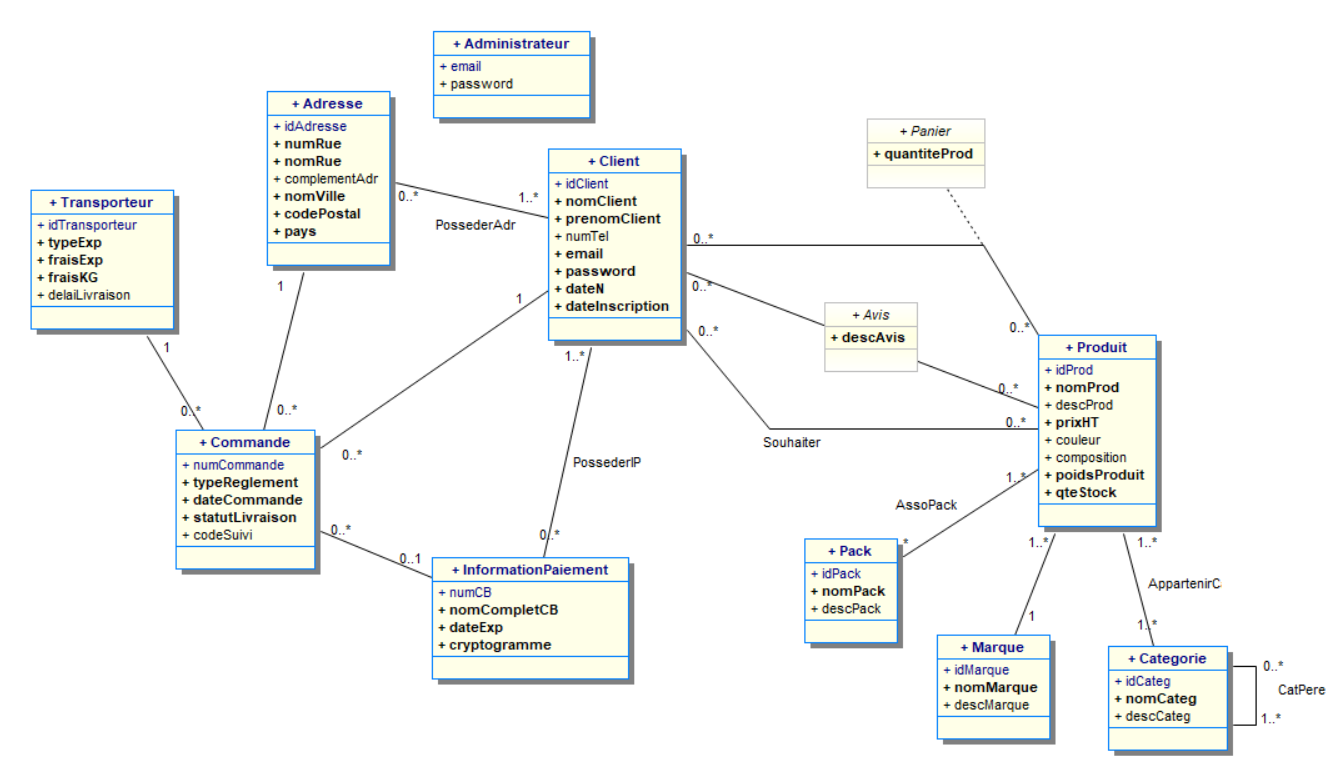 + Administrateur
+ email
+ password
+ Adresse
+ idAdresse
+ numRue
+ nomRue
+ complementAdr
+ nomVille
+ codePostal
+ pays
+ Panier
+ quantiteProd
+ Client
+ idClient
+ nomClient
+ prenomClient
+ numTel
+ email
+ password
+ dateN
+ dateInscription
+ Transporteur
+ idTransporteur
+ typeExp
+ fraisExp
+ fraisKG
+ delaiLivraison
0..*
1..*
PossederAdr
0..*
0..*
1
1
0..*
+ Avis
+ descAvis
0..*
0..*
1
1..*
+ Produit
+ idProd
+ nomProd
+ descProd
+ prixHT
+ couleur
+ composition
+ poidsProduit
+ qteStock
0..*
0..*
0..*
0..*
0..*
Souhaiter
+ Commande
+ numCommande
+ typeReglement
+ dateCommande
+ statutLivraison
+ codeSuivi
0..*
PossederIP
1..*
AssoPack
0..*
0..*
0..1
*
1..*
1..*
+ InformationPaiement
+ numCB
+ nomCompletCB
+ dateExp
+ cryptogramme
+ Pack
+ idPack
+ nomPack
+ descPack
AppartenirC
1
1..*
+ Marque
+ idMarque
+ nomMarque
+ descMarque
+ Categorie
+ idCateg
+ nomCateg
+ descCateg
0..*
CatPere
1..*